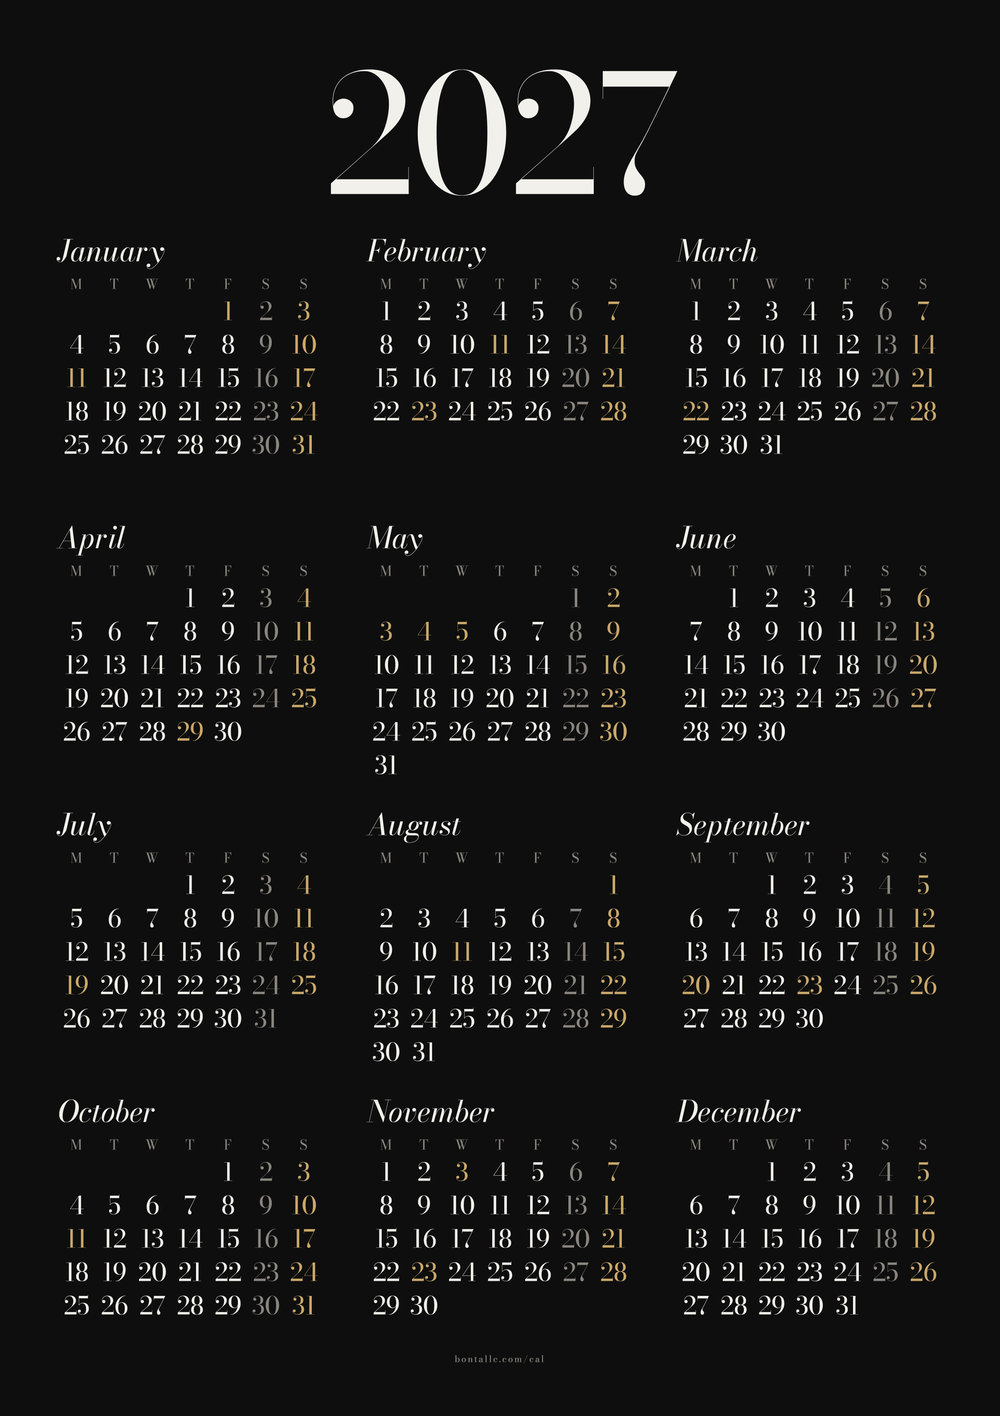 2027
January
M T W T F S S
1 2 3
4 5 6 7 8 9 10
11 12 13 14 15 16 17
18 19 20 21 22 23 24
25 26 27 28 29 30 31
February
M T W T F S S
1 2 3 4 5 6 7
8 9 10 11 12 13 14
15 16 17 18 19 20 21
22 23 24 25 26 27 28
March
M T W T F S S
1 2 3 4 5 6 7
8 9 10 11 12 13 14
15 16 17 18 19 20 21
22 23 24 25 26 27 28
29 30 31
April
M T W T F S S
1 2 3 4
5 6 7 8 9 10 11
12 13 14 15 16 17 18
19 20 21 22 23 24 25
26 27 28 29 30
May
M T W T F S S
1 2
3 4 5 6 7 8 9
10 11 12 13 14 15 16
17 18 19 20 21 22 23
24 25 26 27 28 29 30
31
June
M T W T F S S
1 2 3 4 5 6
7 8 9 10 11 12 13
14 15 16 17 18 19 20
21 22 23 24 25 26 27
28 29 30
July
M T W T F S S
1 2 3 4
5 6 7 8 9 10 11
12 13 14 15 16 17 18
19 20 21 22 23 24 25
26 27 28 29 30 31
August
M T W T F S S
1
2 3 4 5 6 7 8
9 10 11 12 13 14 15
16 17 18 19 20 21 22
23 24 25 26 27 28 29
30 31
September
M T W T F S S
1 2 3 4 5
6 7 8 9 10 11 12
13 14 15 16 17 18 19
20 21 22 23 24 25 26
27 28 29 30
October
M T W T F S S
1 2 3
4 5 6 7 8 9 10
11 12 13 14 15 16 17
18 19 20 21 22 23 24
25 26 27 28 29 30 31
November
M T W T F S S
1 2 3 4 5 6 7
8 9 10 11 12 13 14
15 16 17 18 19 20 21
22 23 24 25 26 27 28
29 30
December
M T W T F S S
1 2 3 4 5
6 7 8 9 10 11 12
13 14 15 16 17 18 19
20 21 22 23 24 25 26
27 28 29 30 31
bontallc.com/cal